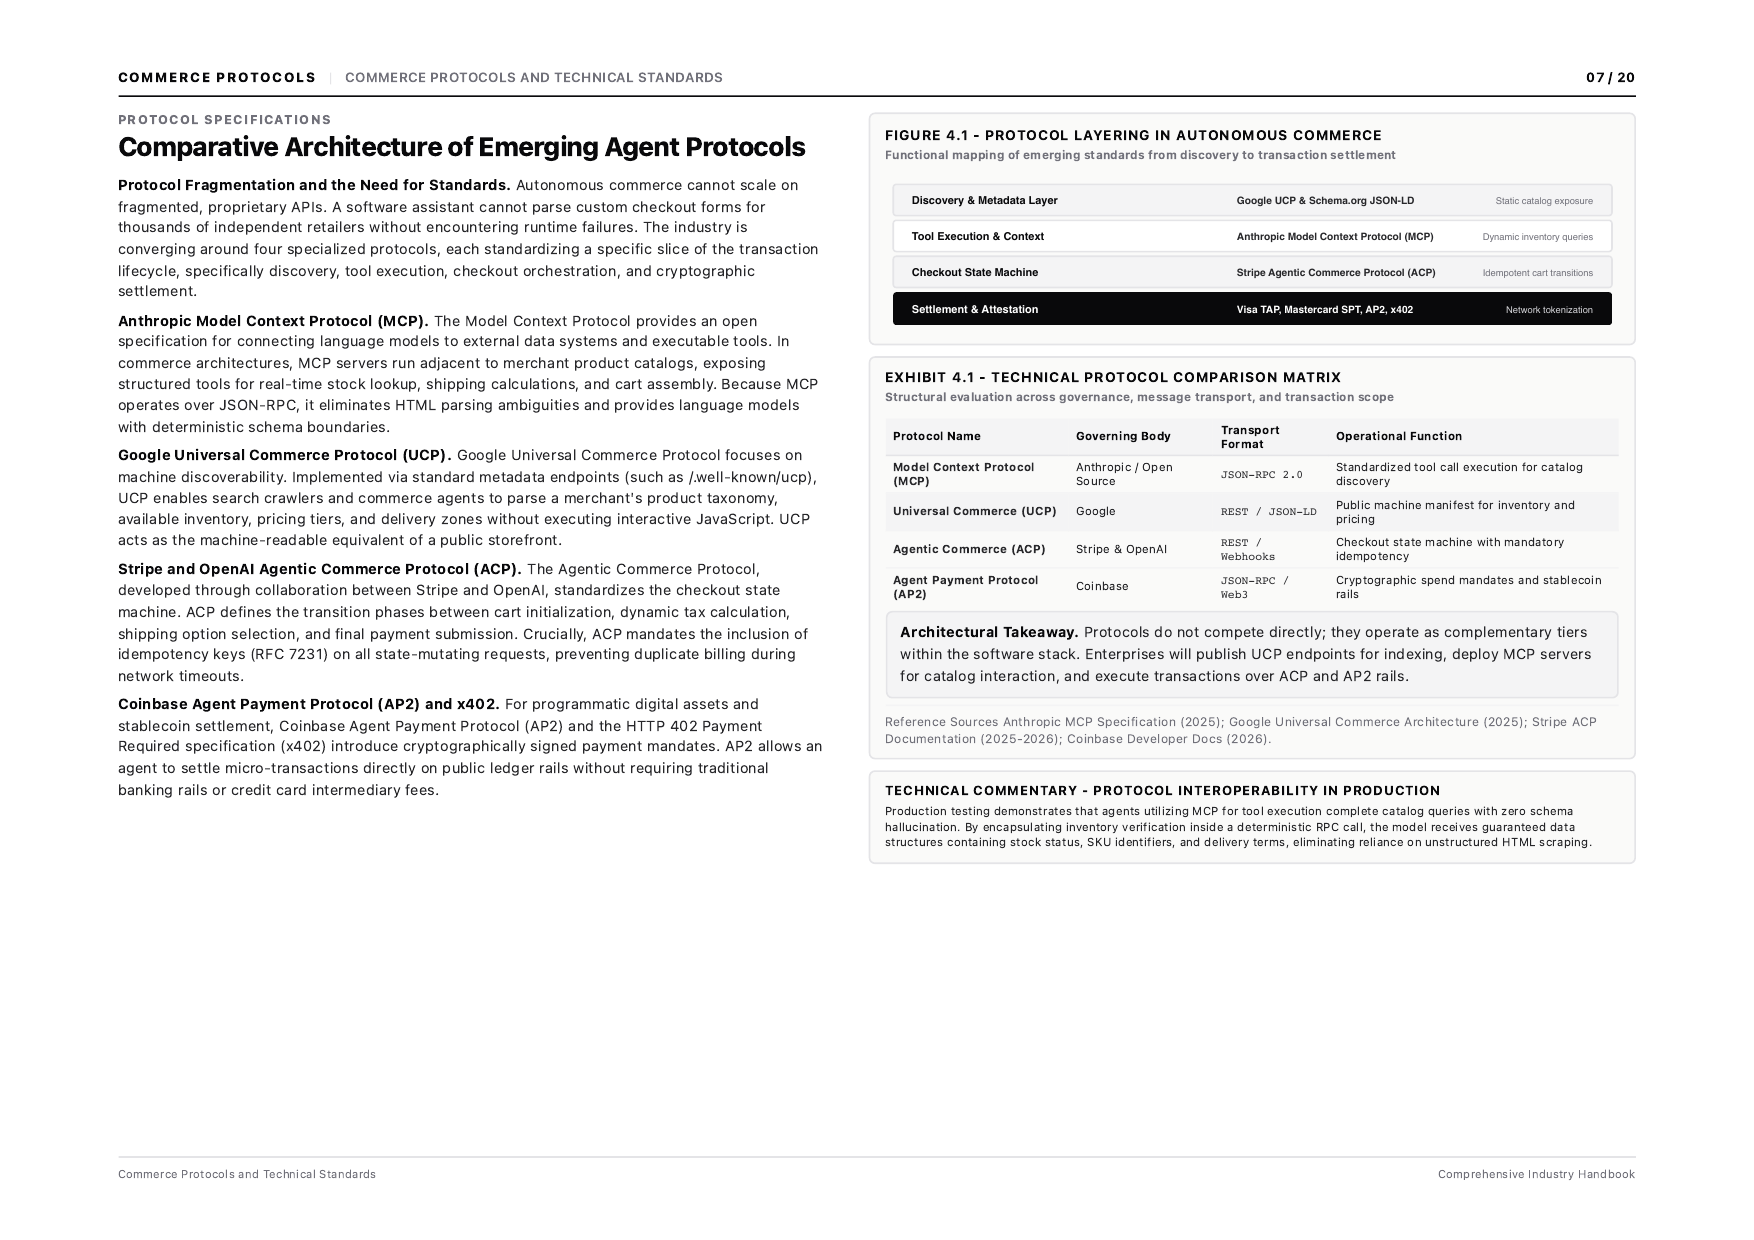 COMMERCE PROTOCOLS | COMMERCE PROTOCOLS AND TECHNICAL STANDARDS
07 / 20
PROTOCOL SPECIFICATIONS
Comparative Architecture of Emerging Agent Protocols
Protocol Fragmentation and the Need for Standards. Autonomous commerce cannot scale on
fragmented, proprietary APIs. A software assistant cannot parse custom checkout forms for
thousands of independent retailers without encountering runtime failures. The industry is
converging around four specialized protocols, each standardizing a specific slice of the transaction
lifecycle, specifically discovery, tool execution, checkout orchestration, and cryptographic
settlement.
Anthropic Model Context Protocol (MCP). The Model Context Protocol provides an open
specification for connecting language models to external data systems and executable tools. In
commerce architectures, MCP servers run adjacent to merchant product catalogs, exposing
structured tools for real-time stock lookup, shipping calculations, and cart assembly. Because MCP
operates over JSON-RPC, it eliminates HTML parsing ambiguities and provides language models
with deterministic schema boundaries.
Google Universal Commerce Protocol (UCP). Google Universal Commerce Protocol focuses on
machine discoverability. Implemented via standard metadata endpoints (such as /.well-known/ucp),
UCP enables search crawlers and commerce agents to parse a merchant's product taxonomy,
available inventory, pricing tiers, and delivery zones without executing interactive JavaScript. UCP
acts as the machine-readable equivalent of a public storefront.
Stripe and OpenAI Agentic Commerce Protocol (ACP). The Agentic Commerce Protocol,
developed through collaboration between Stripe and OpenAI, standardizes the checkout state
machine. ACP defines the transition phases between cart initialization, dynamic tax calculation,
shipping option selection, and final payment submission. Crucially, ACP mandates the inclusion of
idempotency keys (RFC 7231) on all state-mutating requests, preventing duplicate billing during
network timeouts.
Coinbase Agent Payment Protocol (AP2) and x402. For programmatic digital assets and
stablecoin settlement, Coinbase Agent Payment Protocol (AP2) and the HTTP 402 Payment
Required specification (x402) introduce cryptographically signed payment mandates. AP2 allows an
agent to settle micro-transactions directly on public ledger rails without requiring traditional
banking rails or credit card intermediary fees.
FIGURE 4.1 - PROTOCOL LAYERING IN AUTONOMOUS COMMERCE
Functional mapping of emerging standards from discovery to transaction settlement
Discovery & Metadata Layer Google UCP & Schema.org JSON-LD Static catalog exposure
Tool Execution & Context Anthropic Model Context Protocol (MCP) Dynamic inventory queries
Checkout State Machine Stripe Agentic Commerce Protocol (ACP) Idempotent cart transitions
Settlement & Attestation Visa TAP, Mastercard SPT, AP2, x402 Network tokenization
EXHIBIT 4.1 - TECHNICAL PROTOCOL COMPARISON MATRIX
Structural evaluation across governance, message transport, and transaction scope
Protocol Name
Governing Body
Transport
Format
Operational Function
Model Context Protocol
(MCP)
Anthropic / Open
Source
JSON-RPC 2.0
Standardized tool call execution for catalog
discovery
Universal Commerce (UCP)
Google
REST / JSON-LD
Public machine manifest for inventory and
pricing
Agentic Commerce (ACP)
Stripe & OpenAI
REST /
Webhooks
Checkout state machine with mandatory
idempotency
Agent Payment Protocol
(AP2)
Coinbase
JSON-RPC /
Web3
Cryptographic spend mandates and stablecoin
rails
Architectural Takeaway. Protocols do not compete directly; they operate as complementary tiers
within the software stack. Enterprises will publish UCP endpoints for indexing, deploy MCP servers
for catalog interaction, and execute transactions over ACP and AP2 rails.
Reference Sources Anthropic MCP Specification (2025); Google Universal Commerce Architecture (2025); Stripe ACP
Documentation (2025-2026); Coinbase Developer Docs (2026).
TECHNICAL COMMENTARY - PROTOCOL INTEROPERABILITY IN PRODUCTION
Production testing demonstrates that agents utilizing MCP for tool execution complete catalog queries with zero schema
hallucination. By encapsulating inventory verification inside a deterministic RPC call, the model receives guaranteed data
structures containing stock status, SKU identifiers, and delivery terms, eliminating reliance on unstructured HTML scraping.
Commerce Protocols and Technical Standards
Comprehensive Industry Handbook